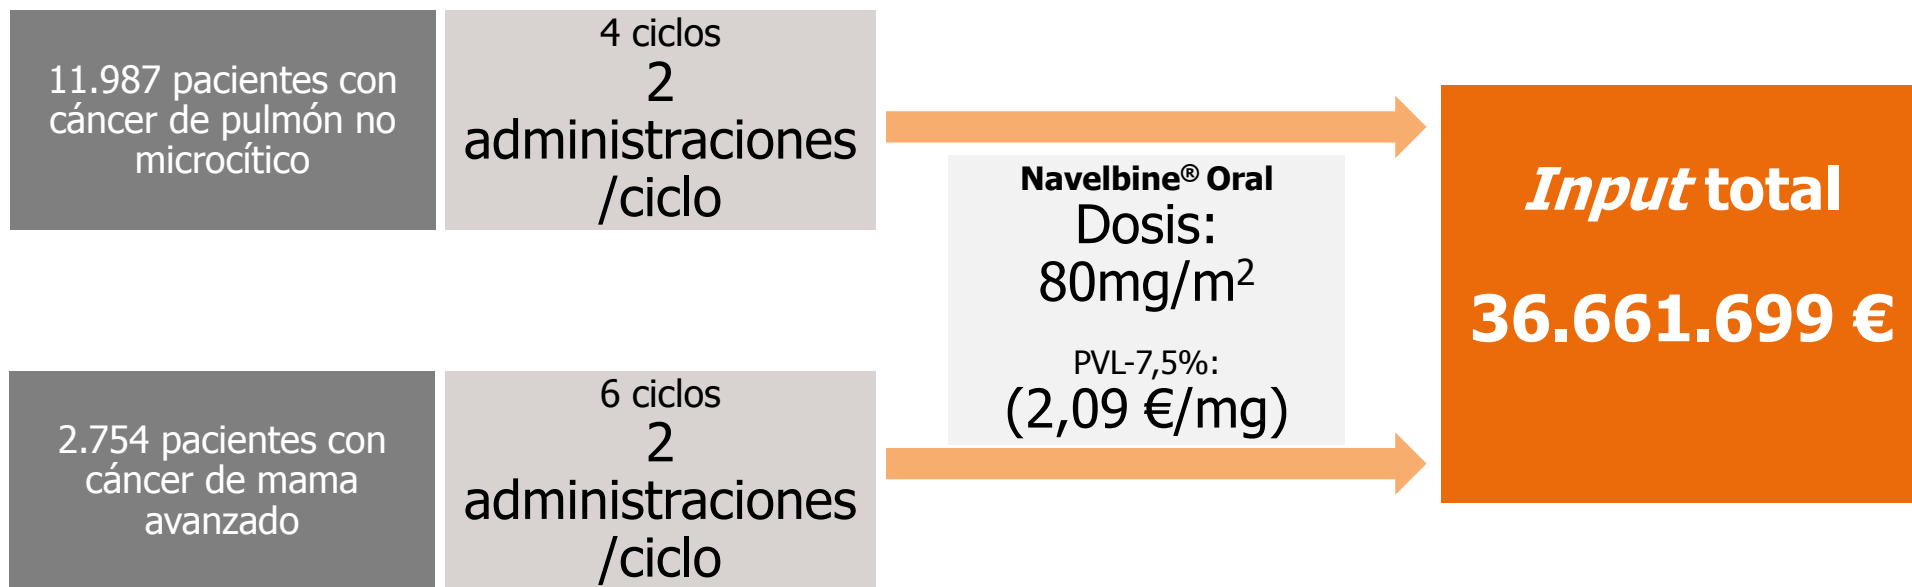 11.987 pacientes con
cáncer de pulmón no
microcítico
4 ciclos
2
administraciones
/ciclo
Navelbine® Oral
Dosis:
80mg/m²
PVL-7,5%:
(2,09 €/mg)
Input total
36.661.699 €
2.754 pacientes con
cáncer de mama
avanzado
6 ciclos
2
administraciones
/ciclo